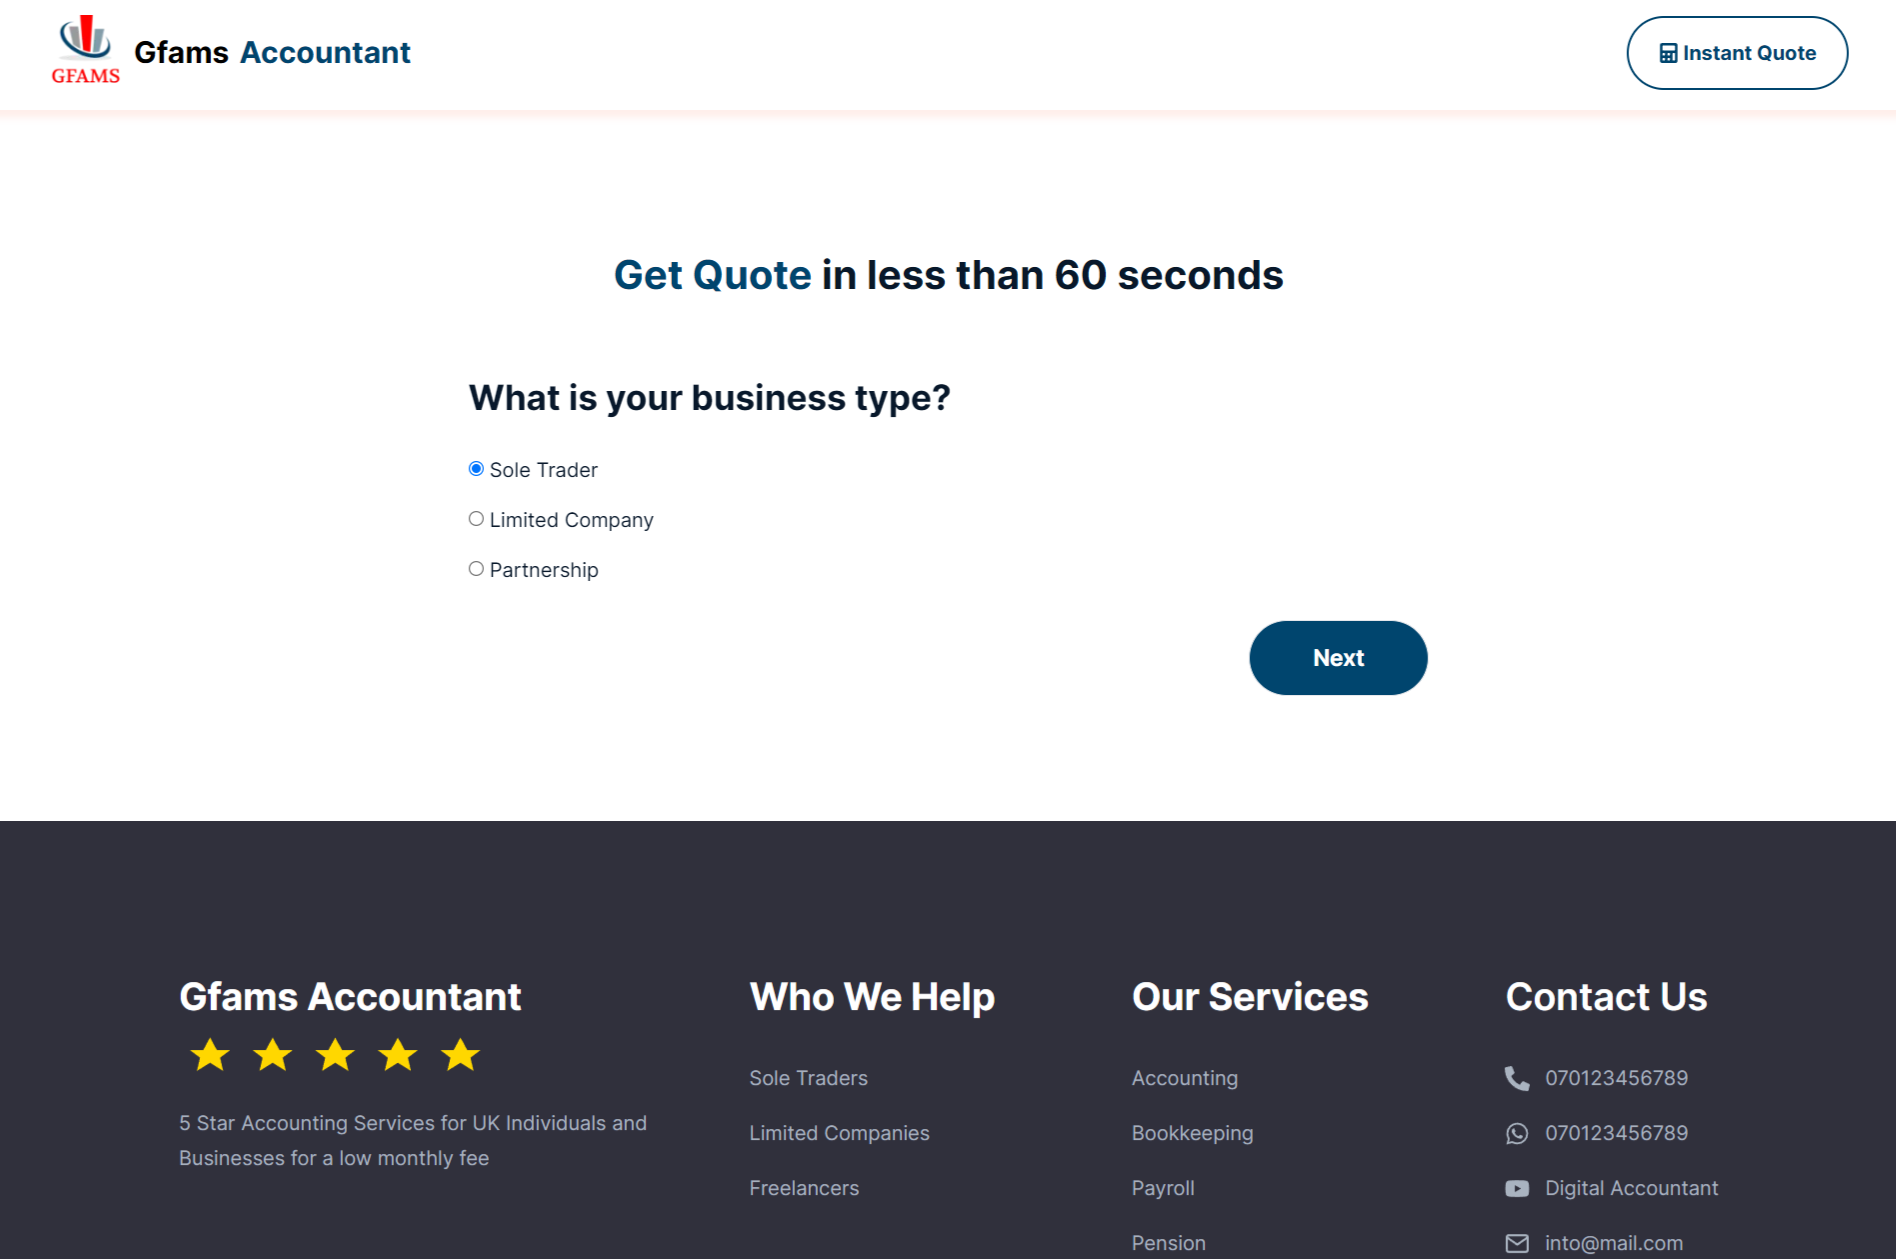 GFAMS
Gfams Accountant
Instant Quote
Get Quote in less than 60 seconds
What is your business type?
Sole Trader
Limited Company
Partnership
Next
Gfams Accountant
5 Star Accounting Services for UK Individuals and
Businesses for a low monthly fee
Who We Help
Sole Traders
Limited Companies
Freelancers
Our Services
Accounting
Bookkeeping
Payroll
Pension
Contact Us
070123456789
070123456789
Digital Accountant
into@mail.com